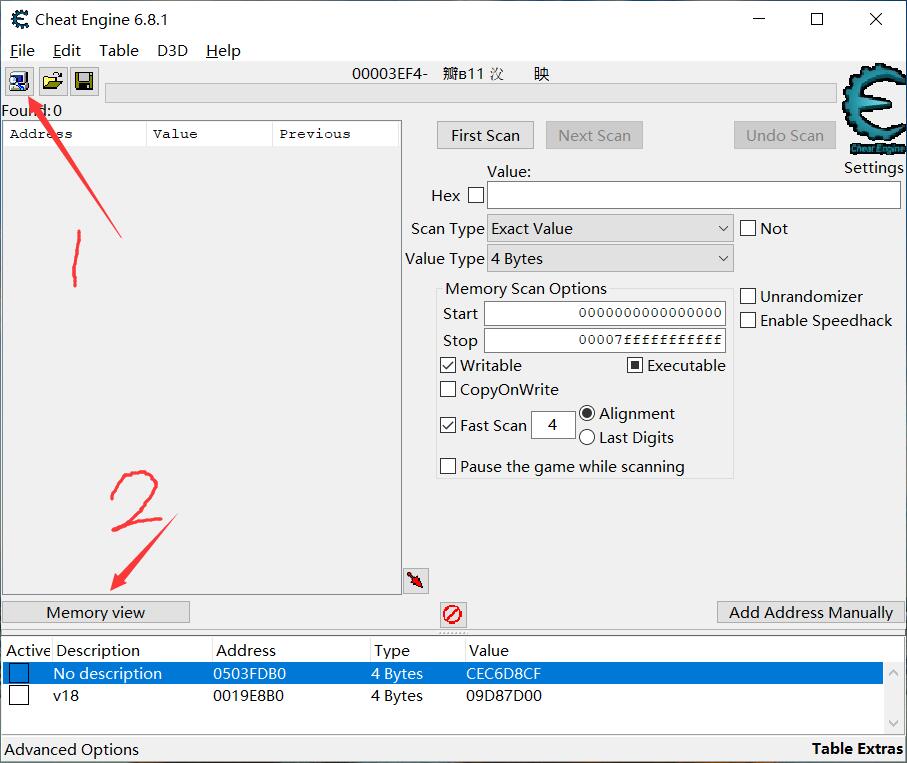 Cheat Engine 6.8.1
File Edit Table D3D Help
00003EF4- 瓣в11 汷 映
Found: 0
Address Value Previous
First Scan Next Scan Undo Scan
Cheat Engine
Settings
Value:
Hex
Scan Type Exact Value Not
Value Type 4 Bytes
Memory Scan Options
Start 0000000000000000
Unrandomizer
Stop 00007fffffffffff
Enable Speedhack
Writable Executable
CopyOnWrite
Fast Scan 4 Alignment
Last Digits
Pause the game while scanning
1
2
Memory view Add Address Manually
Active Description Address Type Value
No description 0503FDB0 4 Bytes CEC6D8CF
v18 0019E8B0 4 Bytes 09D87D00
Advanced Options Table Extras